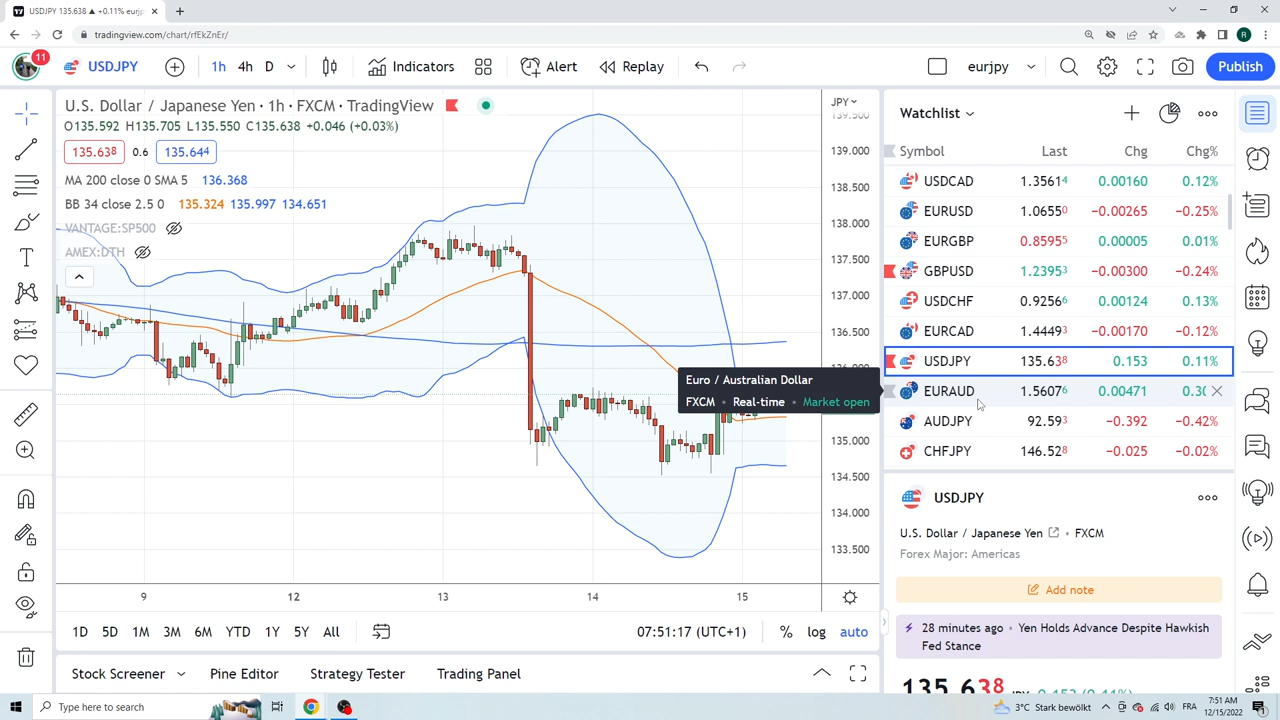 USDJPY 135.638 ▲ +0.11% eurjp
tradingview.com/chart/rfEkZnEr/
R
11
USDJPY
1h 4h D
Indicators
Alert
Replay
eurjpy
Publish
U.S. Dollar / Japanese Yen · 1h · FXCM · TradingView
O135.592 H135.705 L135.550 C135.638 +0.046 (+0.03%)
135.638 0.6 135.644
MA 200 close 0 SMA 5 136.368
BB 34 close 2.5 0 135.324 135.997 134.651
VANTAGE:SP500
AMEX:DTH
JPY
139.500
139.000
138.500
138.000
137.500
137.000
136.500
135.000
134.500
134.000
133.500
9 12 13 14 15
Euro / Australian Dollar
FXCM • Real-time • Market open
Watchlist
Symbol Last Chg Chg%
USDCAD 1.35614 0.00160 0.12%
EURUSD 1.06550 −0.00265 −0.25%
EURGBP 0.85955 0.00005 0.01%
GBPUSD 1.23953 −0.00300 −0.24%
USDCHF 0.92566 0.00124 0.13%
EURCAD 1.44493 −0.00170 −0.12%
USDJPY 135.638 0.153 0.11%
EURAUD 1.56076 0.00471 0.30
AUDJPY 92.593 −0.392 −0.42%
CHFJPY 146.528 −0.025 −0.02%
USDJPY
U.S. Dollar / Japanese Yen • FXCM
Forex Major: Americas
Add note
28 minutes ago • Yen Holds Advance Despite Hawkish
Fed Stance
135.638 JPY 0.153 (0.11%)
1D 5D 1M 3M 6M YTD 1Y 5Y All
07:51:17 (UTC+1)
% log auto
Stock Screener
Pine Editor
Strategy Tester
Trading Panel
Type here to search
3°C Stark bewölkt
FRA
7:51 AM
12/15/2022